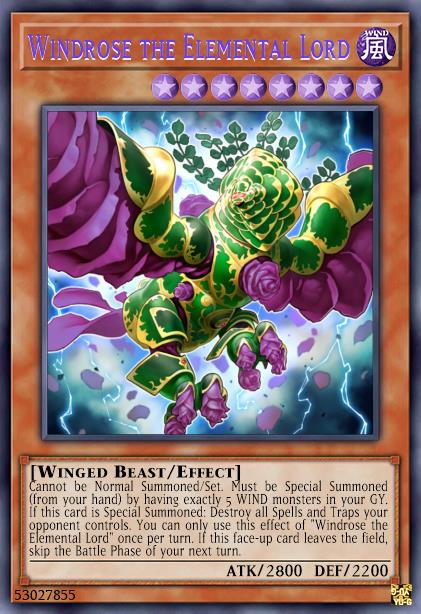 Windrose the Elemental Lord
WIND
風
[Winged Beast/Effect]
Cannot be Normal Summoned/Set. Must be Special Summoned
(from your hand) by having exactly 5 WIND monsters in your GY.
If this card is Special Summoned: Destroy all Spells and Traps your
opponent controls. You can only use this effect of "Windrose the
Elemental Lord" once per turn. If this face-up card leaves the field,
skip the Battle Phase of your next turn.
ATK/2800 DEF/2200
53027855